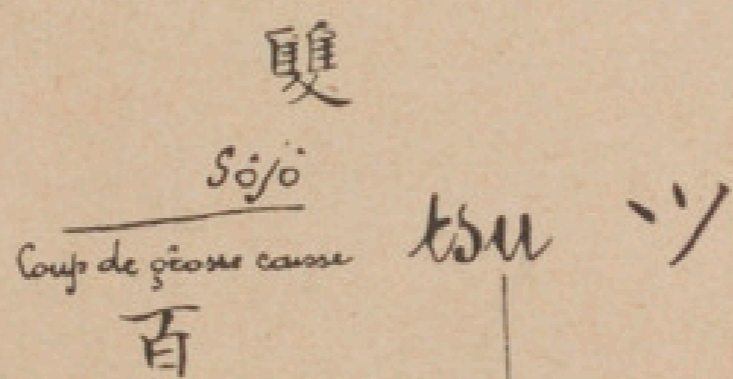 雙
Sôjô
tsu ツ
Coup de grosse caisse
百